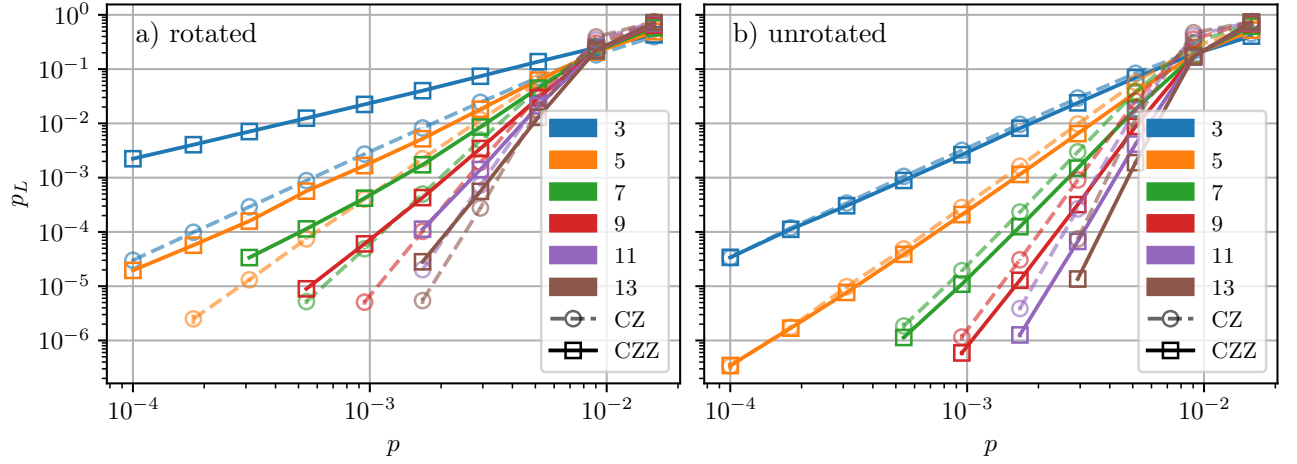 a) rotated
b) unrotated
p_L
10^0
10^{-1}
10^{-2}
10^{-3}
10^{-4}
10^{-5}
10^{-6}
3
5
7
9
11
13
CZ
CZZ
3
5
7
9
11
13
CZ
CZZ
10^{-4}
10^{-3}
10^{-2}
10^{-4}
10^{-3}
10^{-2}
p
p